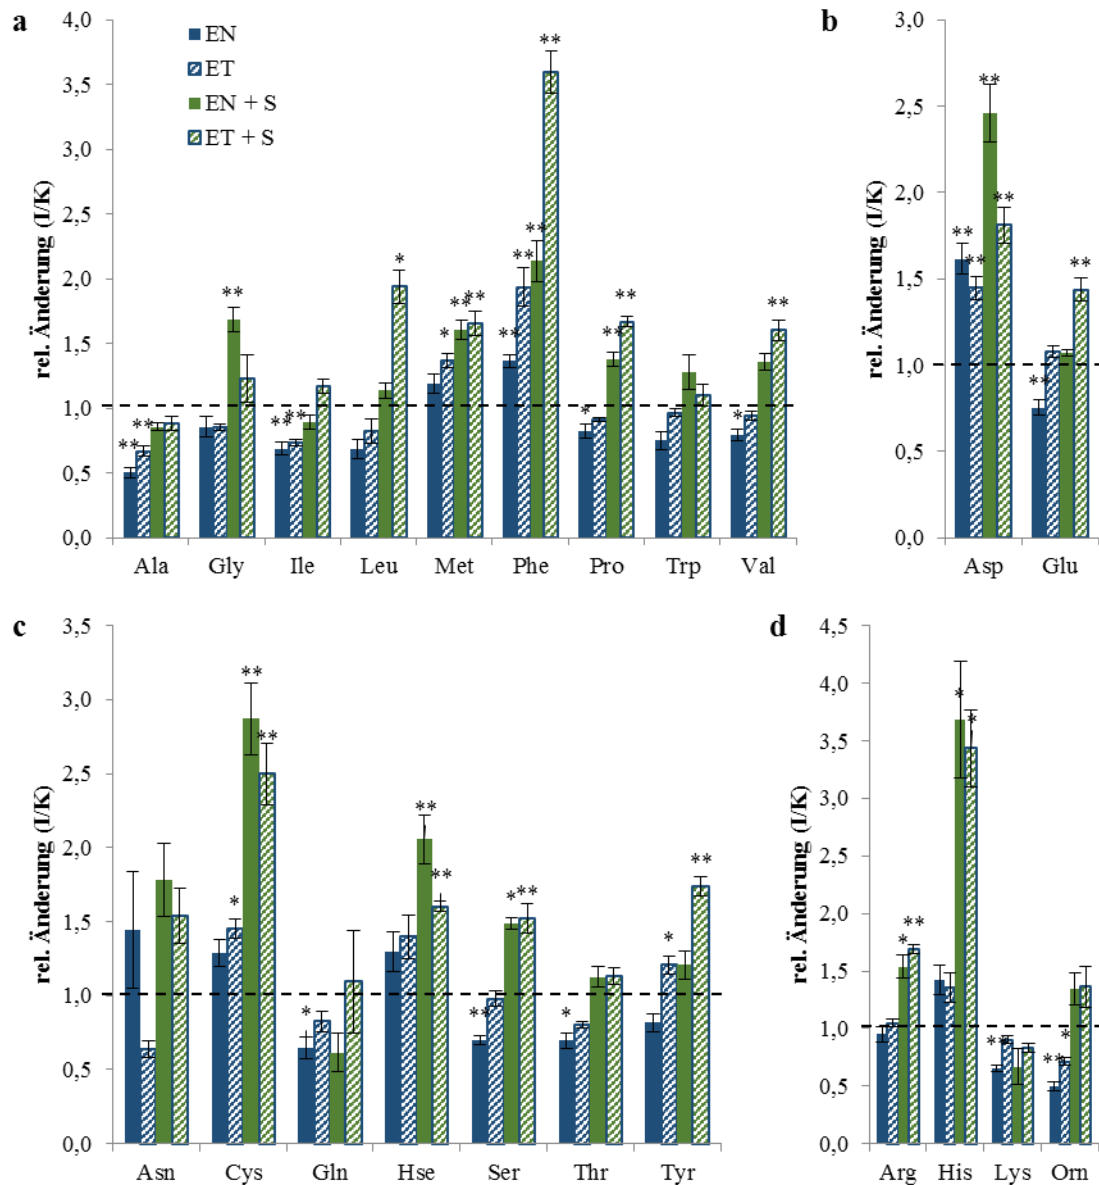 a
rel. Änderung (I/K)
4,0
3,5
3,0
2,5
2,0
1,5
1,0
0,5
0,0
EN
ET
EN + S
ET + S
** ** ** ** ** * * ** ** ** ** ** ** * ** ** * **
Ala Gly Ile Leu Met Phe Pro Trp Val
b
rel. Änderung (I/K)
3,0
2,5
2,0
1,5
1,0
0,5
0,0
** ** ** ** ** **
Asp Glu
c
rel. Änderung (I/K)
3,5
3,0
2,5
2,0
1,5
1,0
0,5
0,0
* ** ** * ** ** ** * ** * * **
Asn Cys Gln Hse Ser Thr Tyr
d
rel. Änderung (I/K)
4,5
4,0
3,5
3,0
2,5
2,0
1,5
1,0
0,5
0,0
* ** * * ** ** *
Arg His Lys Orn